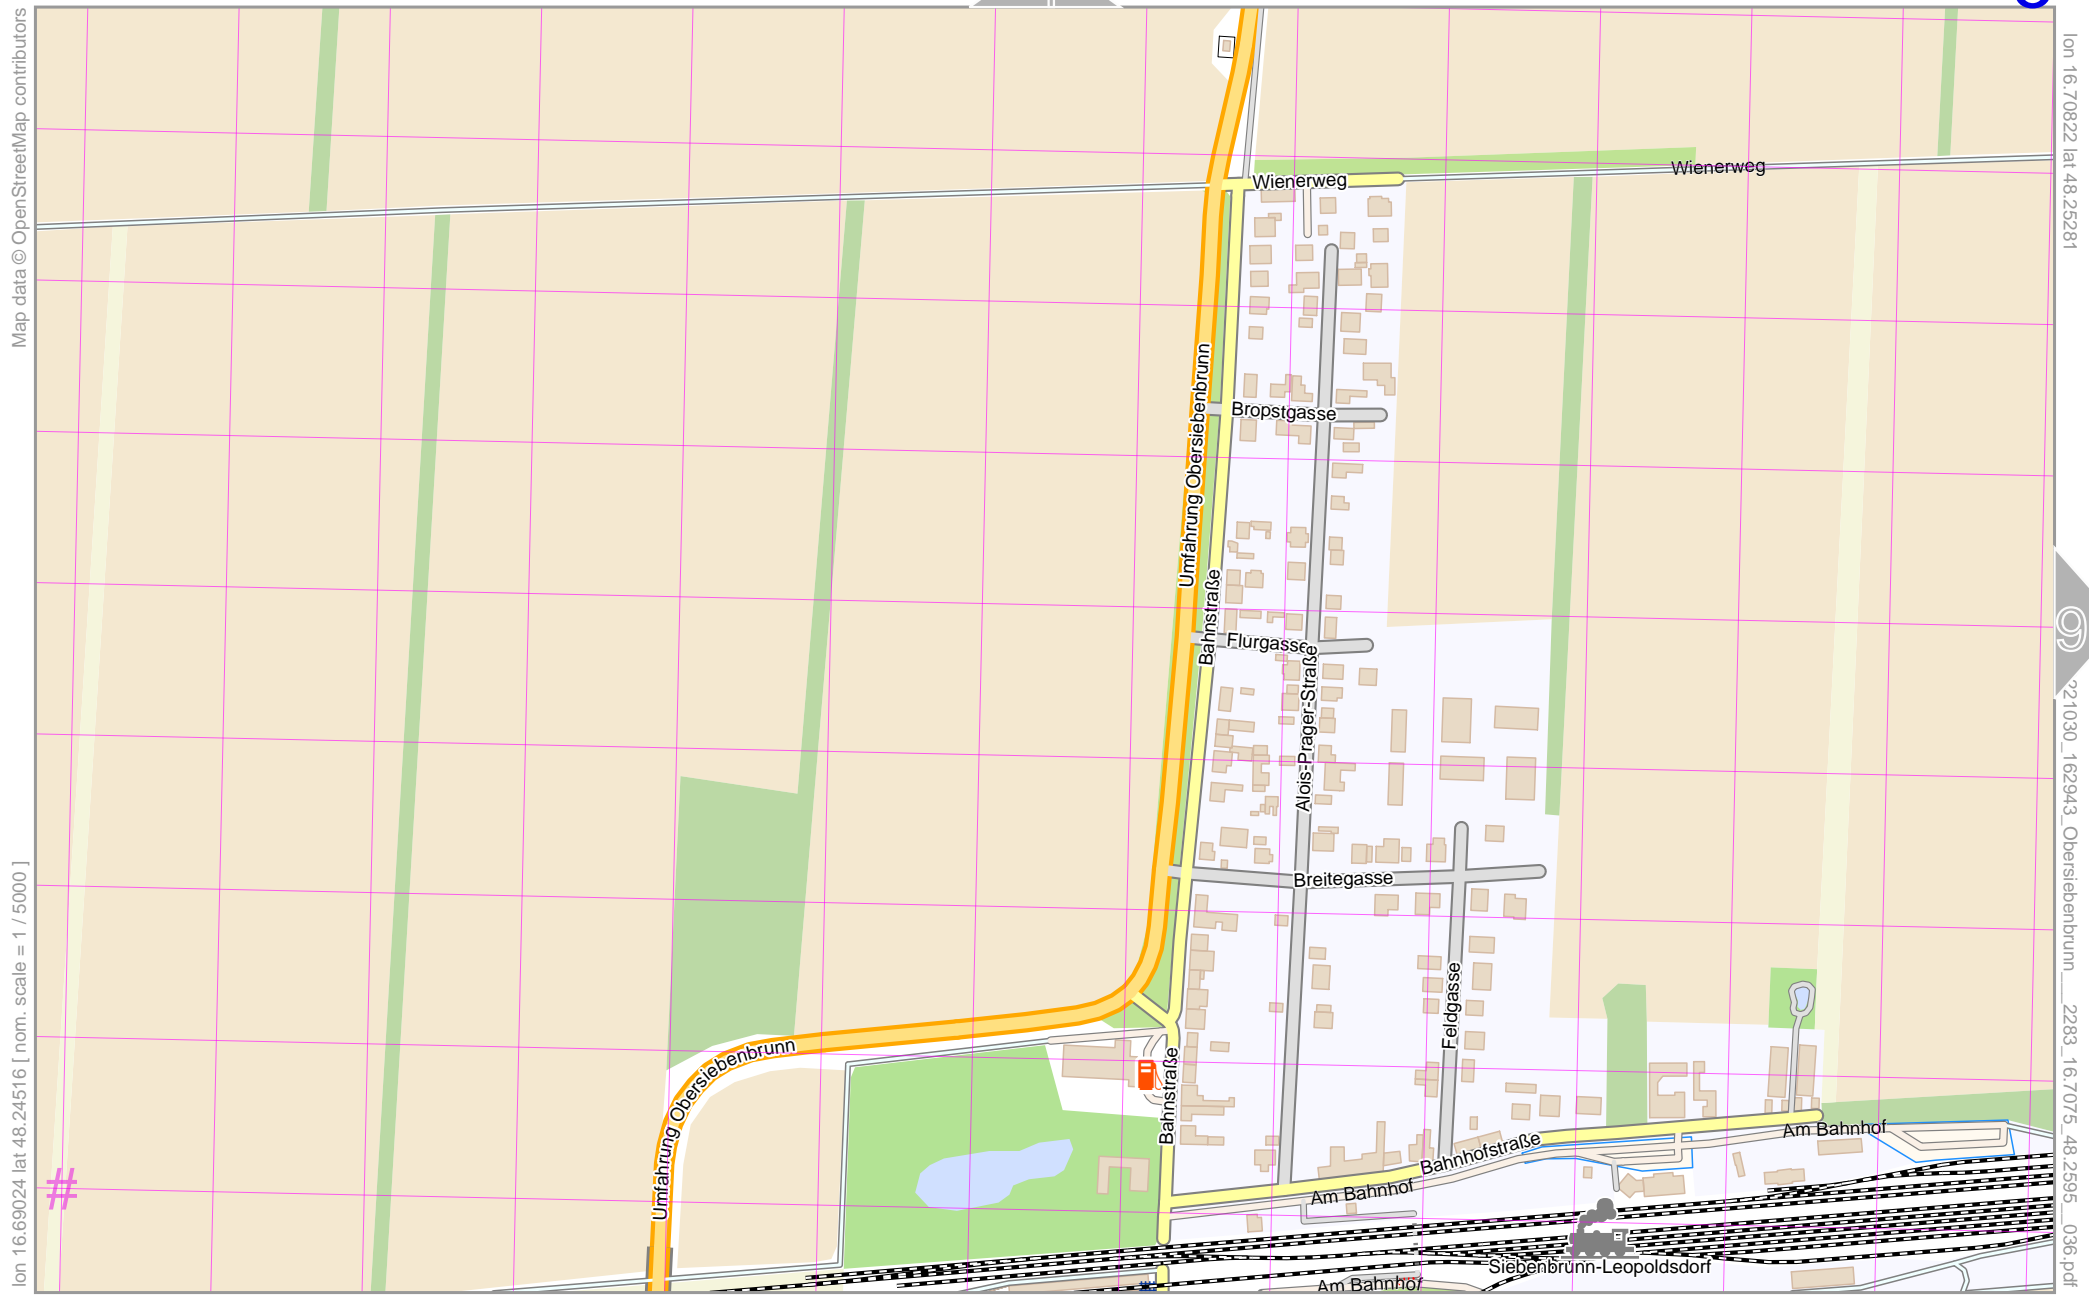 Map data © OpenStreetMap contributors
lon 16.69024 lat 48.24516 [ nom. scale = 1 / 5000 ]
lon 16.70822 lat 48.25281
221030_162943_Obersiebenbrunn___2283_16.7075_48.2595__036.pdf
9
#
Wienerweg
Wienerweg
Umfahrung Obersiebenbrunn
Bropstgasse
Bahnstraße
Flurgasse
Alois-Prager-Straße
Breitegasse
Feldgasse
Umfahrung Obersiebenbrunn
Bahnstraße
Bahnhofstraße
Am Bahnhof
Am Bahnhof
Siebenbrunn-Leopoldsdorf
Am Bahnhof